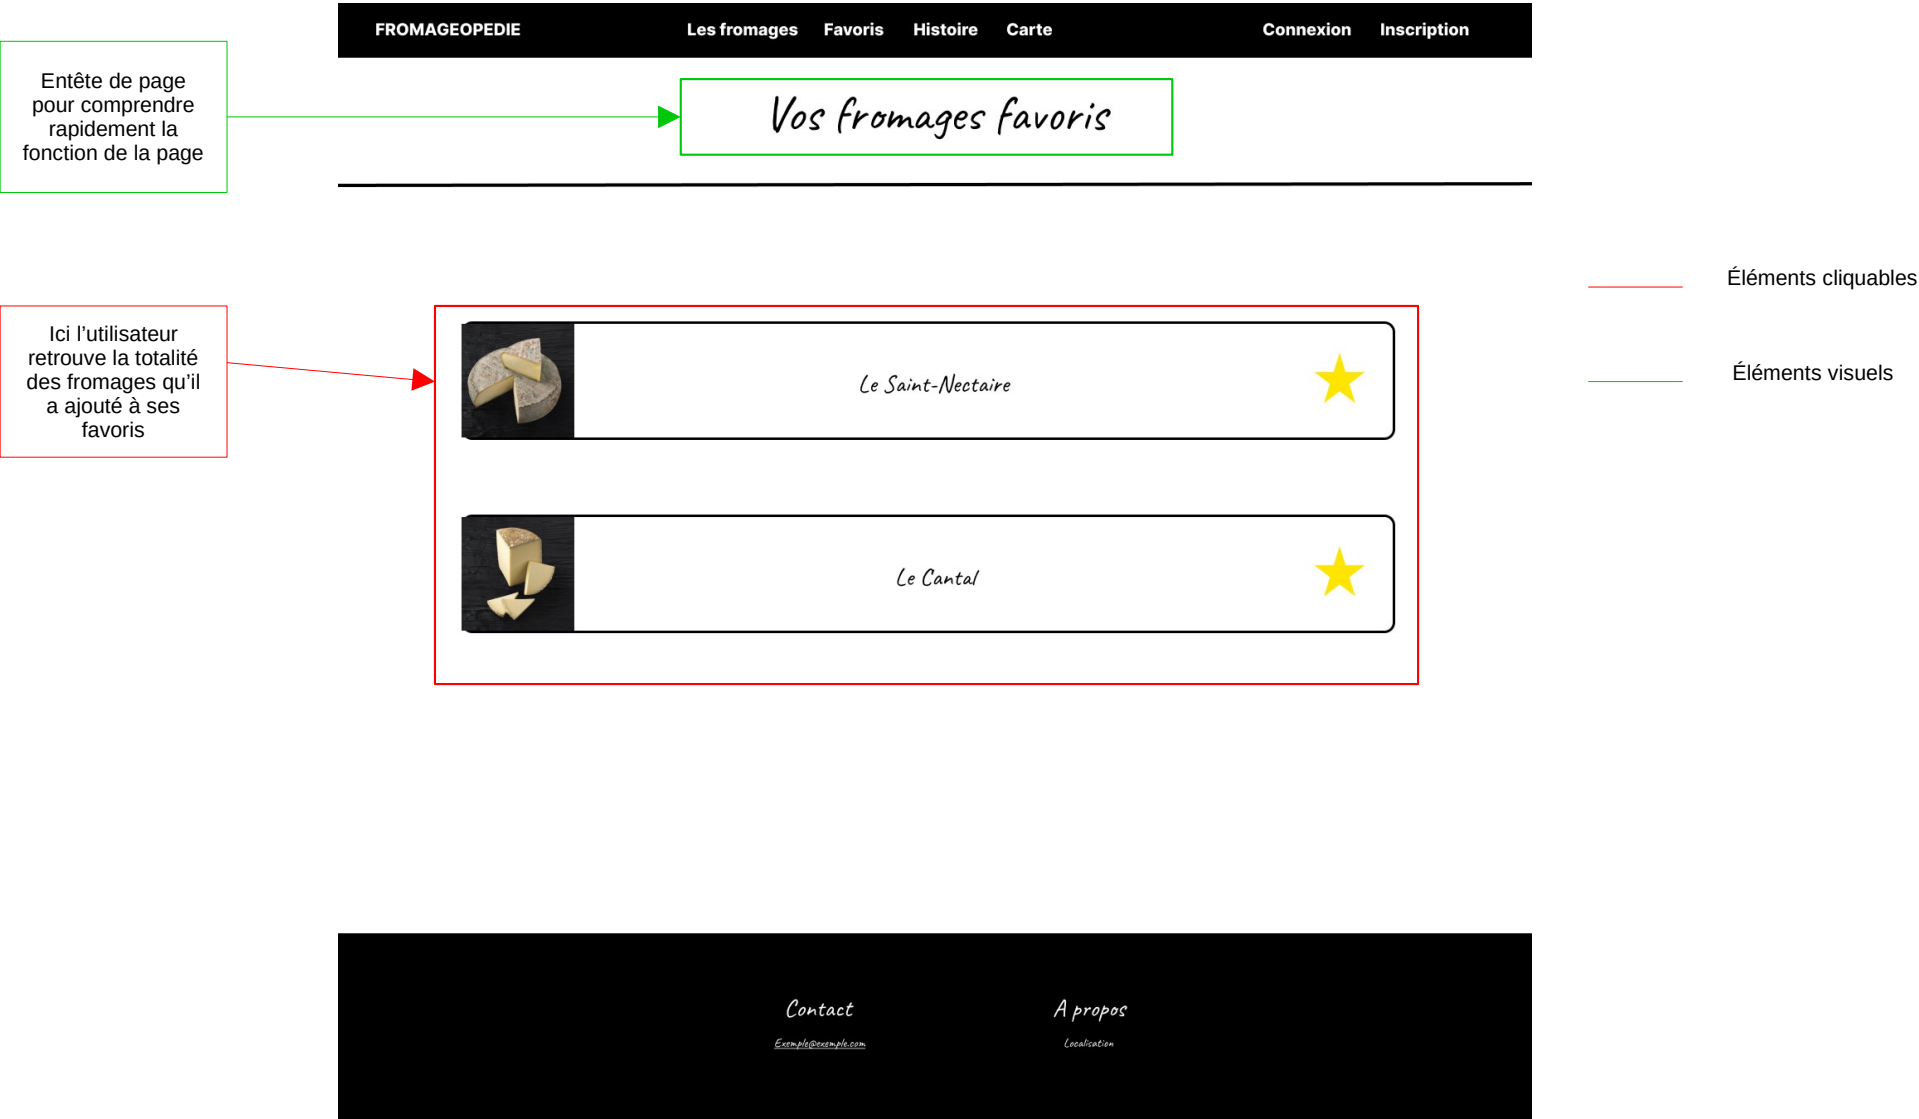 FROMAGEOPEDIE
Les fromages Favoris Histoire Carte
Connexion Inscription
Entête de page
pour comprendre
rapidement la
fonction de la page
Vos fromages favoris
Éléments cliquables
Éléments visuels
Ici l’utilisateur
retrouve la totalité
des fromages qu’il
a ajouté à ses
favoris
Le Saint-Nectaire
Le Cantal
Contact
Exemple@exemple.com
A propos
Localisation